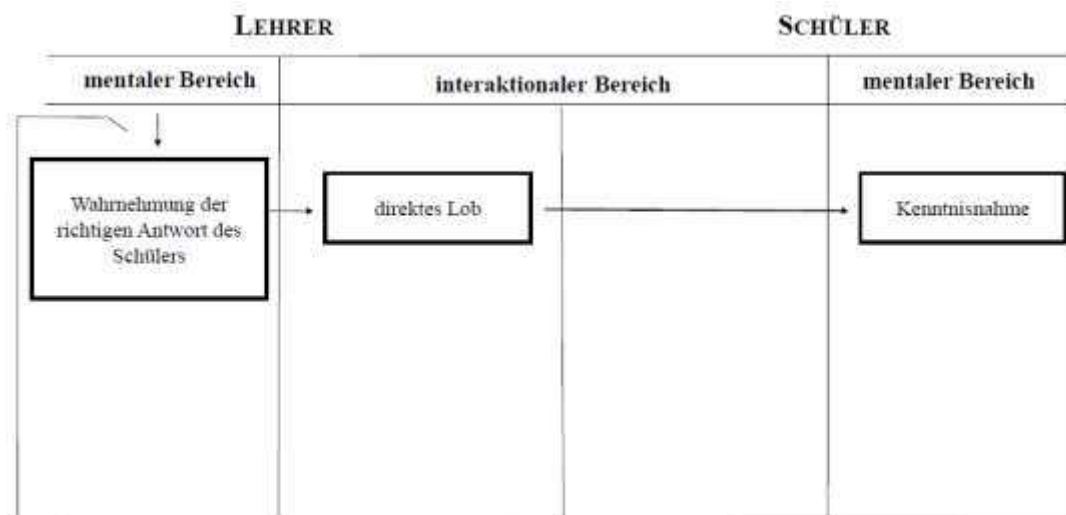 LEHRER
SCHÜLER
mentaler Bereich
interaktionaler Bereich
mentaler Bereich
Wahrnehmung der
richtigen Antwort des
Schülers
direktes Lob
Kenntnisnahme